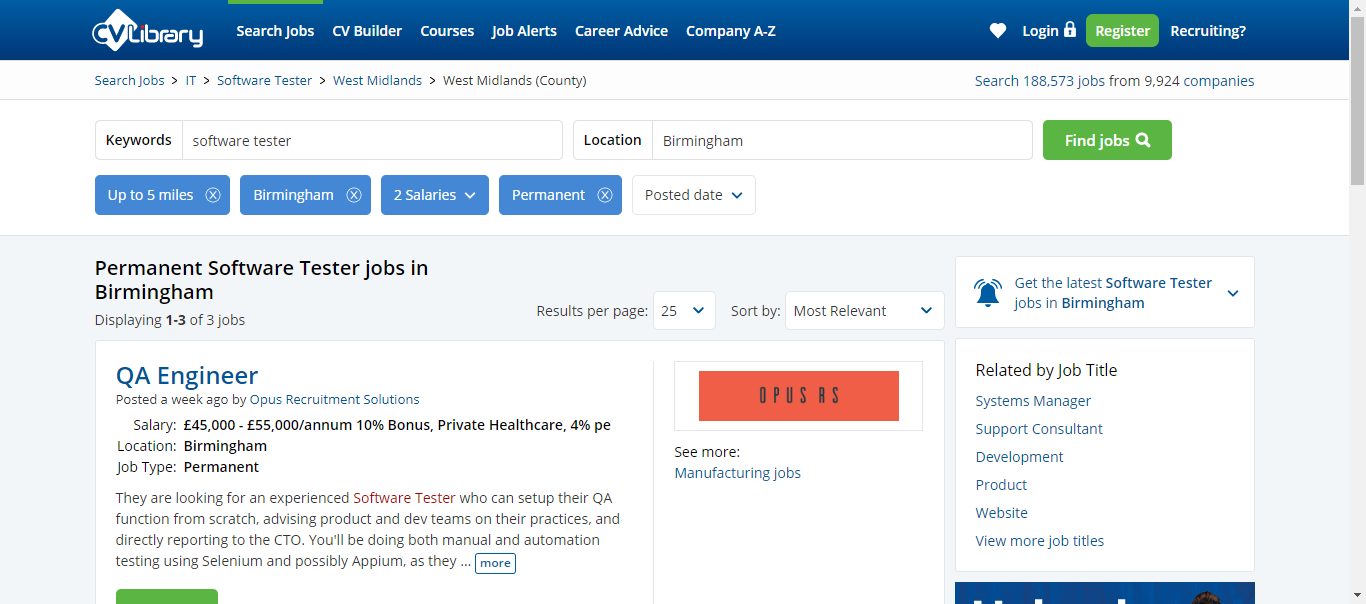 CVLibrary
Search Jobs CV Builder Courses Job Alerts Career Advice Company A-Z
Login Register Recruiting?
Search Jobs > IT > Software Tester > West Midlands > West Midlands (County)
Search 188,573 jobs from 9,924 companies
Keywords software tester
Location Birmingham
Find jobs
Up to 5 miles Birmingham 2 Salaries Permanent Posted date
Permanent Software Tester jobs in
Birmingham
Displaying 1-3 of 3 jobs
Results per page: 25 Sort by: Most Relevant
QA Engineer
Posted a week ago by Opus Recruitment Solutions
Salary: £45,000 - £55,000/annum 10% Bonus, Private Healthcare, 4% pe
Location: Birmingham
Job Type: Permanent
They are looking for an experienced Software Tester who can setup their QA
function from scratch, advising product and dev teams on their practices, and
directly reporting to the CTO. You'll be doing both manual and automation
testing using Selenium and possibly Appium, as they ... more
OPUS RS
See more:
Manufacturing jobs
Get the latest Software Tester
jobs in Birmingham
Related by Job Title
Systems Manager
Support Consultant
Development
Product
Website
View more job titles